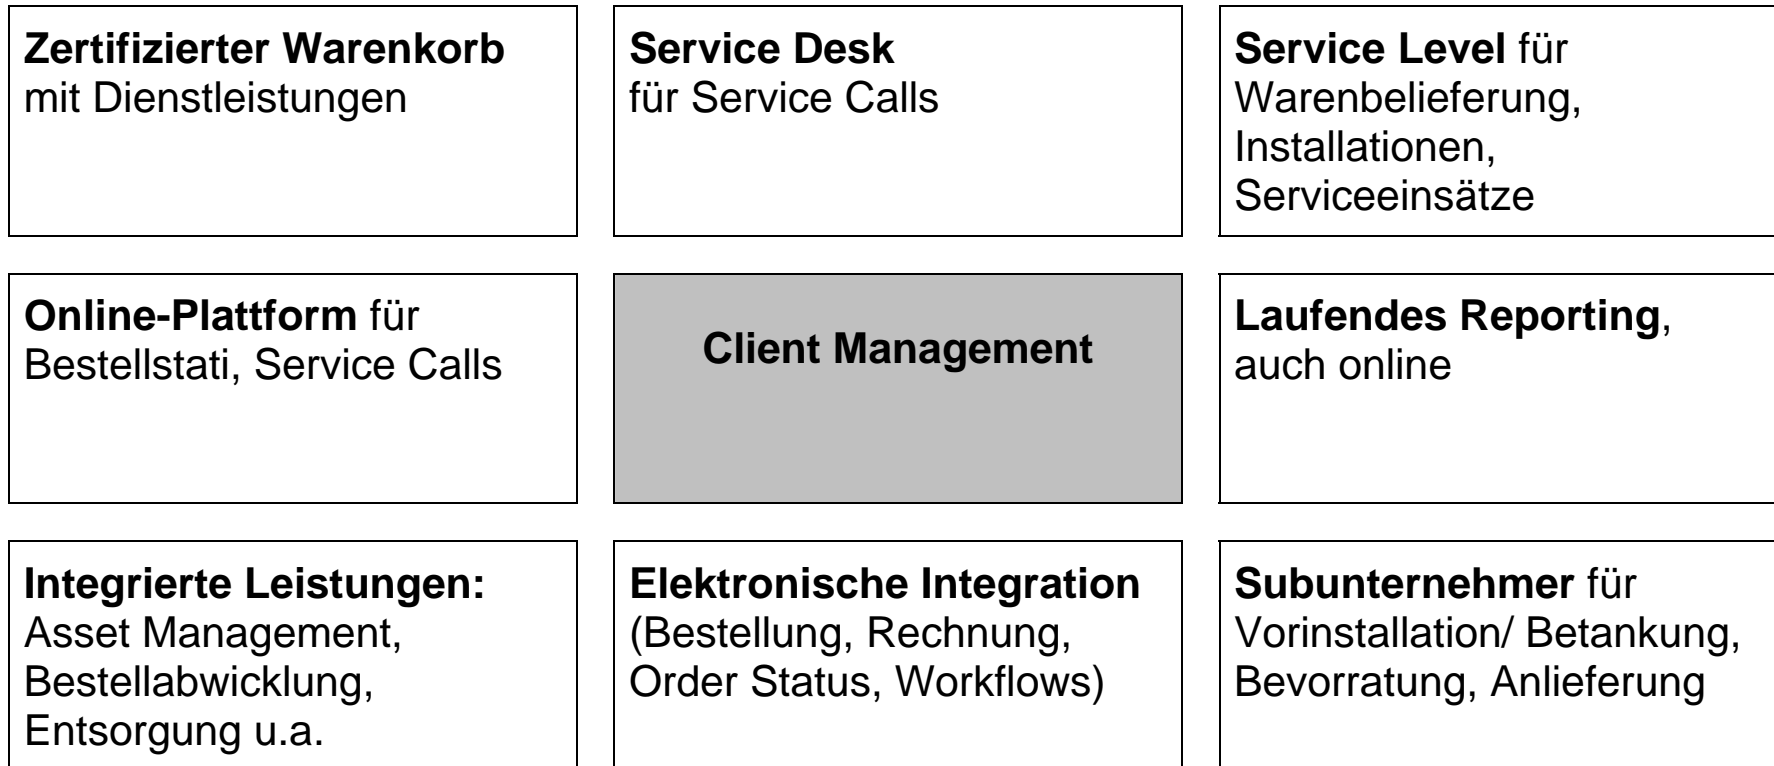 Zertifizierter Warenkorb
mit Dienstleistungen
Service Desk
für Service Calls
Service Level für
Warenbelieferung,
Installationen,
Serviceeinsätze
Online-Plattform für
Bestellstati, Service Calls
Client Management
Laufendes Reporting,
auch online
Integrierte Leistungen:
Asset Management,
Bestellabwicklung,
Entsorgung u.a.
Elektronische Integration
(Bestellung, Rechnung,
Order Status, Workflows)
Subunternehmer für
Vorinstallation/ Betankung,
Bevorratung, Anlieferung